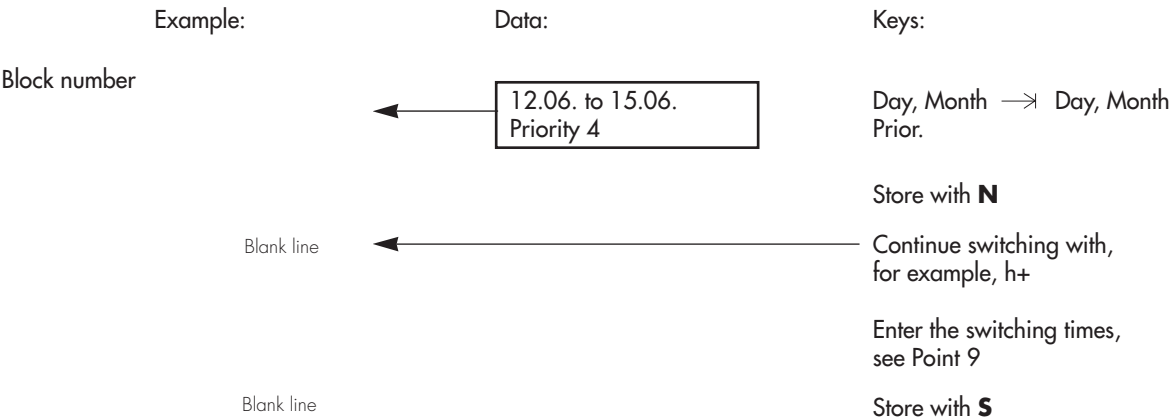 Example: Data: Keys:
Block number
12.06. to 15.06.
Priority 4
Day, Month → Day, Month
Prior.
Store with N
Blank line
Continue switching with,
for example, h+
Enter the switching times,
see Point 9
Blank line
Store with S